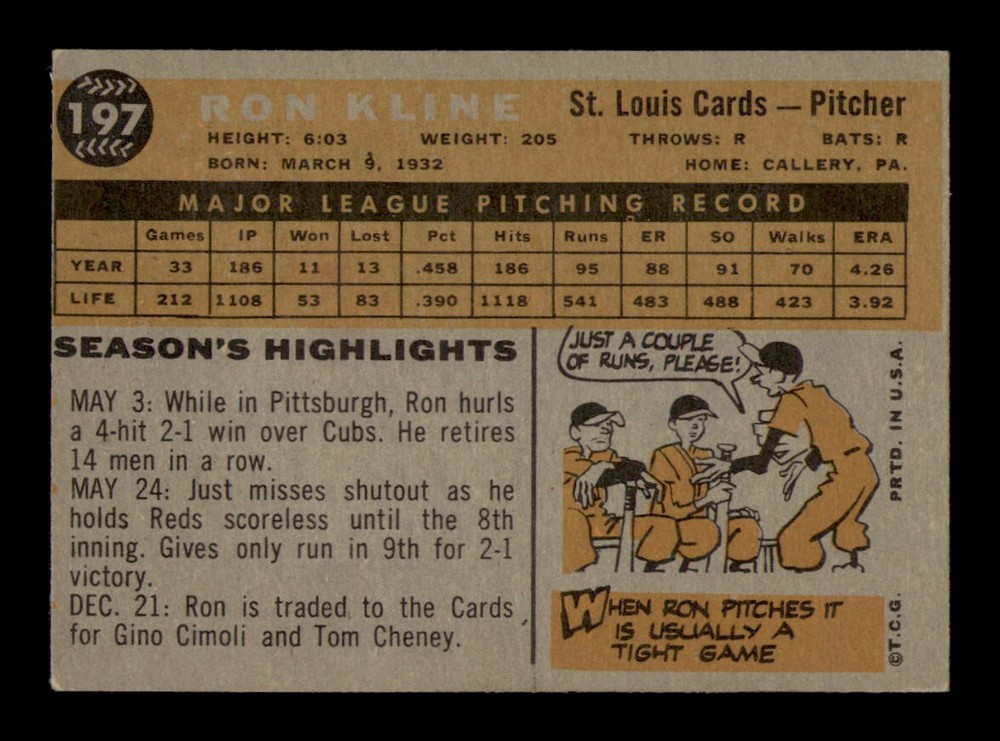 197
RON KLINE
St. Louis Cards — Pitcher
HEIGHT: 6:03 WEIGHT: 205 THROWS: R BATS: R
BORN: MARCH 9, 1932 HOME: CALLERY, PA.
MAJOR LEAGUE PITCHING RECORD
Games IP Won Lost Pct Hits Runs ER SO Walks ERA
YEAR 33 186 11 13 .458 186 95 88 91 70 4.26
LIFE 212 1108 53 83 .390 1118 541 483 488 423 3.92
SEASON'S HIGHLIGHTS
MAY 3: While in Pittsburgh, Ron hurls
a 4-hit 2-1 win over Cubs. He retires
14 men in a row.
MAY 24: Just misses shutout as he
holds Reds scoreless until the 8th
inning. Gives only run in 9th for 2-1
victory.
DEC. 21: Ron is traded to the Cards
for Gino Cimoli and Tom Cheney.
JUST A COUPLE
OF RUNS, PLEASE!
WHEN RON PITCHES IT
IS USUALLY A
TIGHT GAME
PRTD. IN U.S.A.
©T.C.G.